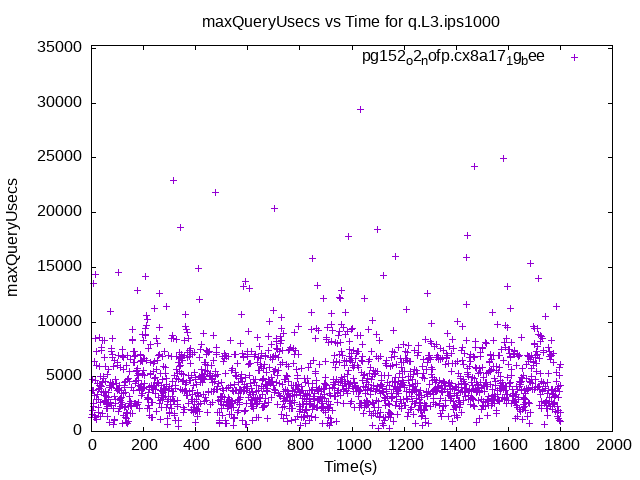 maxQueryUsecs vs Time for q.L3.ips1000
pg152_o2_nofp.cx8a17_1g_bee
35000
30000
25000
20000
15000
10000
5000
0
maxQueryUsecs
0 200 400 600 800 1000 1200 1400 1600 1800 2000
Time(s)